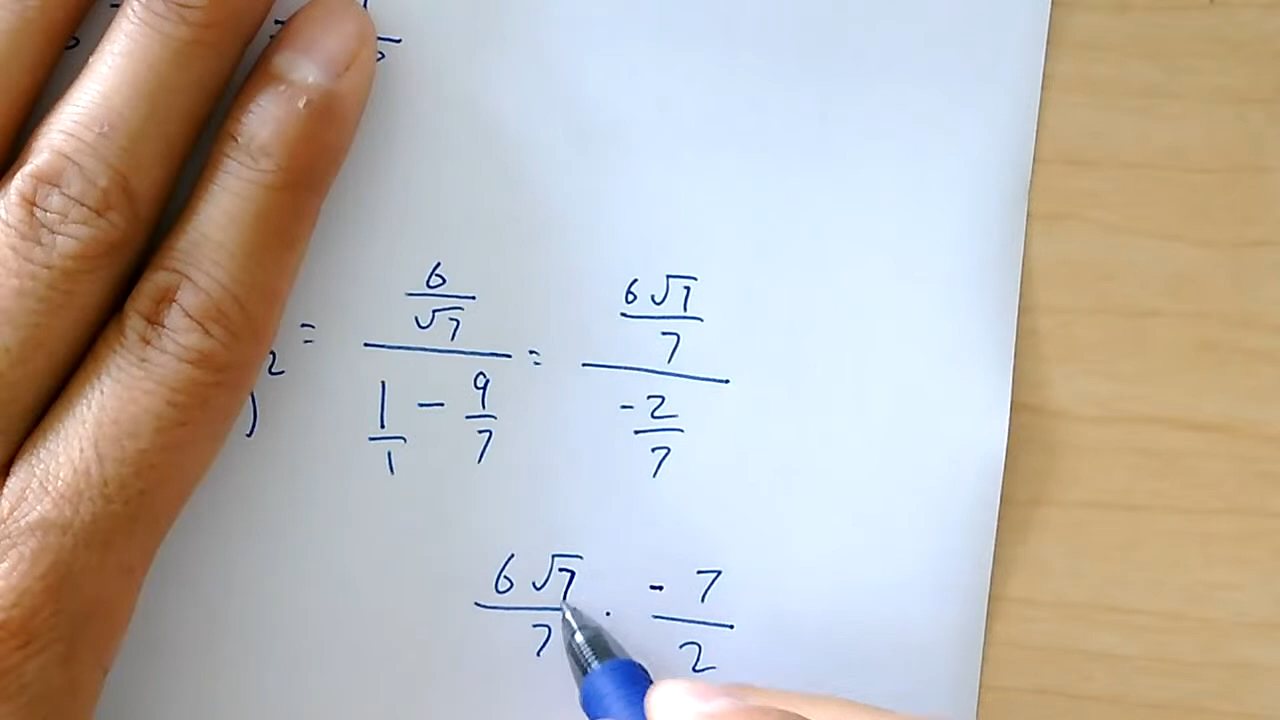 2 = 6/√7 / 1/1 - 9/7 = 6√7/7 / -2/7
)
6√7/7 · -7/2